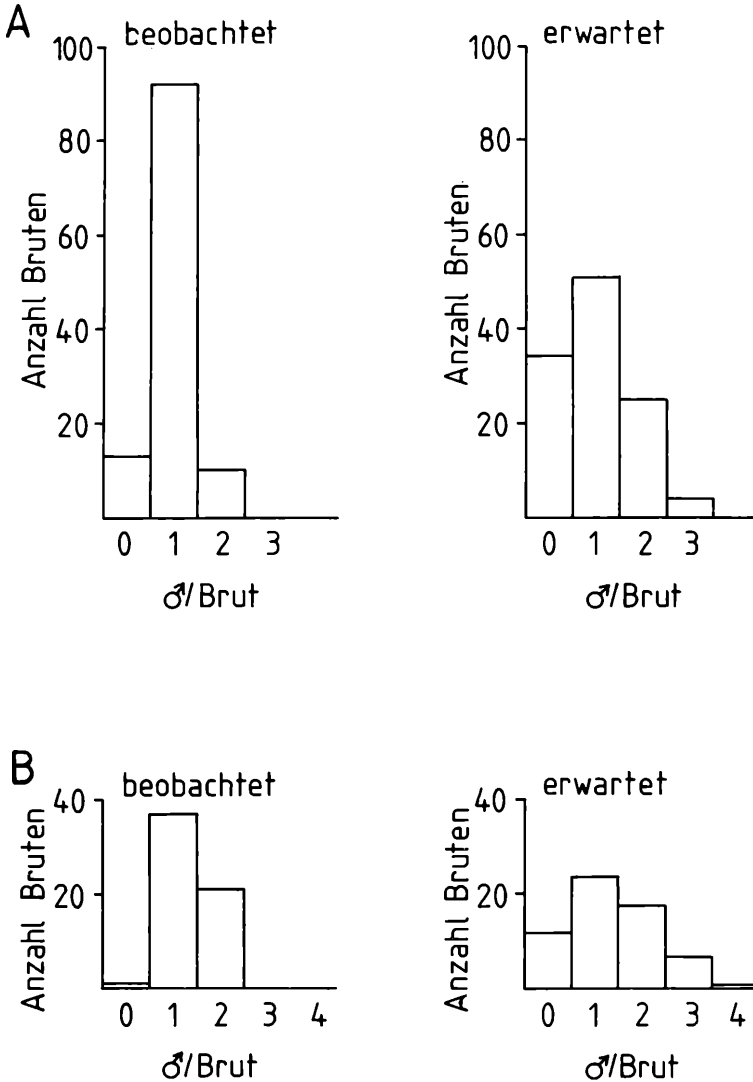 A
beobachtet
100
80
60
40
20
Anzahl Bruten
0 1 2 3
♂/Brut
erwartet
100
80
60
40
20
Anzahl Bruten
0 1 2 3
♂/Brut
B
beobachtet
40
20
Anzahl Bruten
0 1 2 3 4
♂/Brut
erwartet
40
20
Anzahl Bruten
0 1 2 3 4
♂/Brut